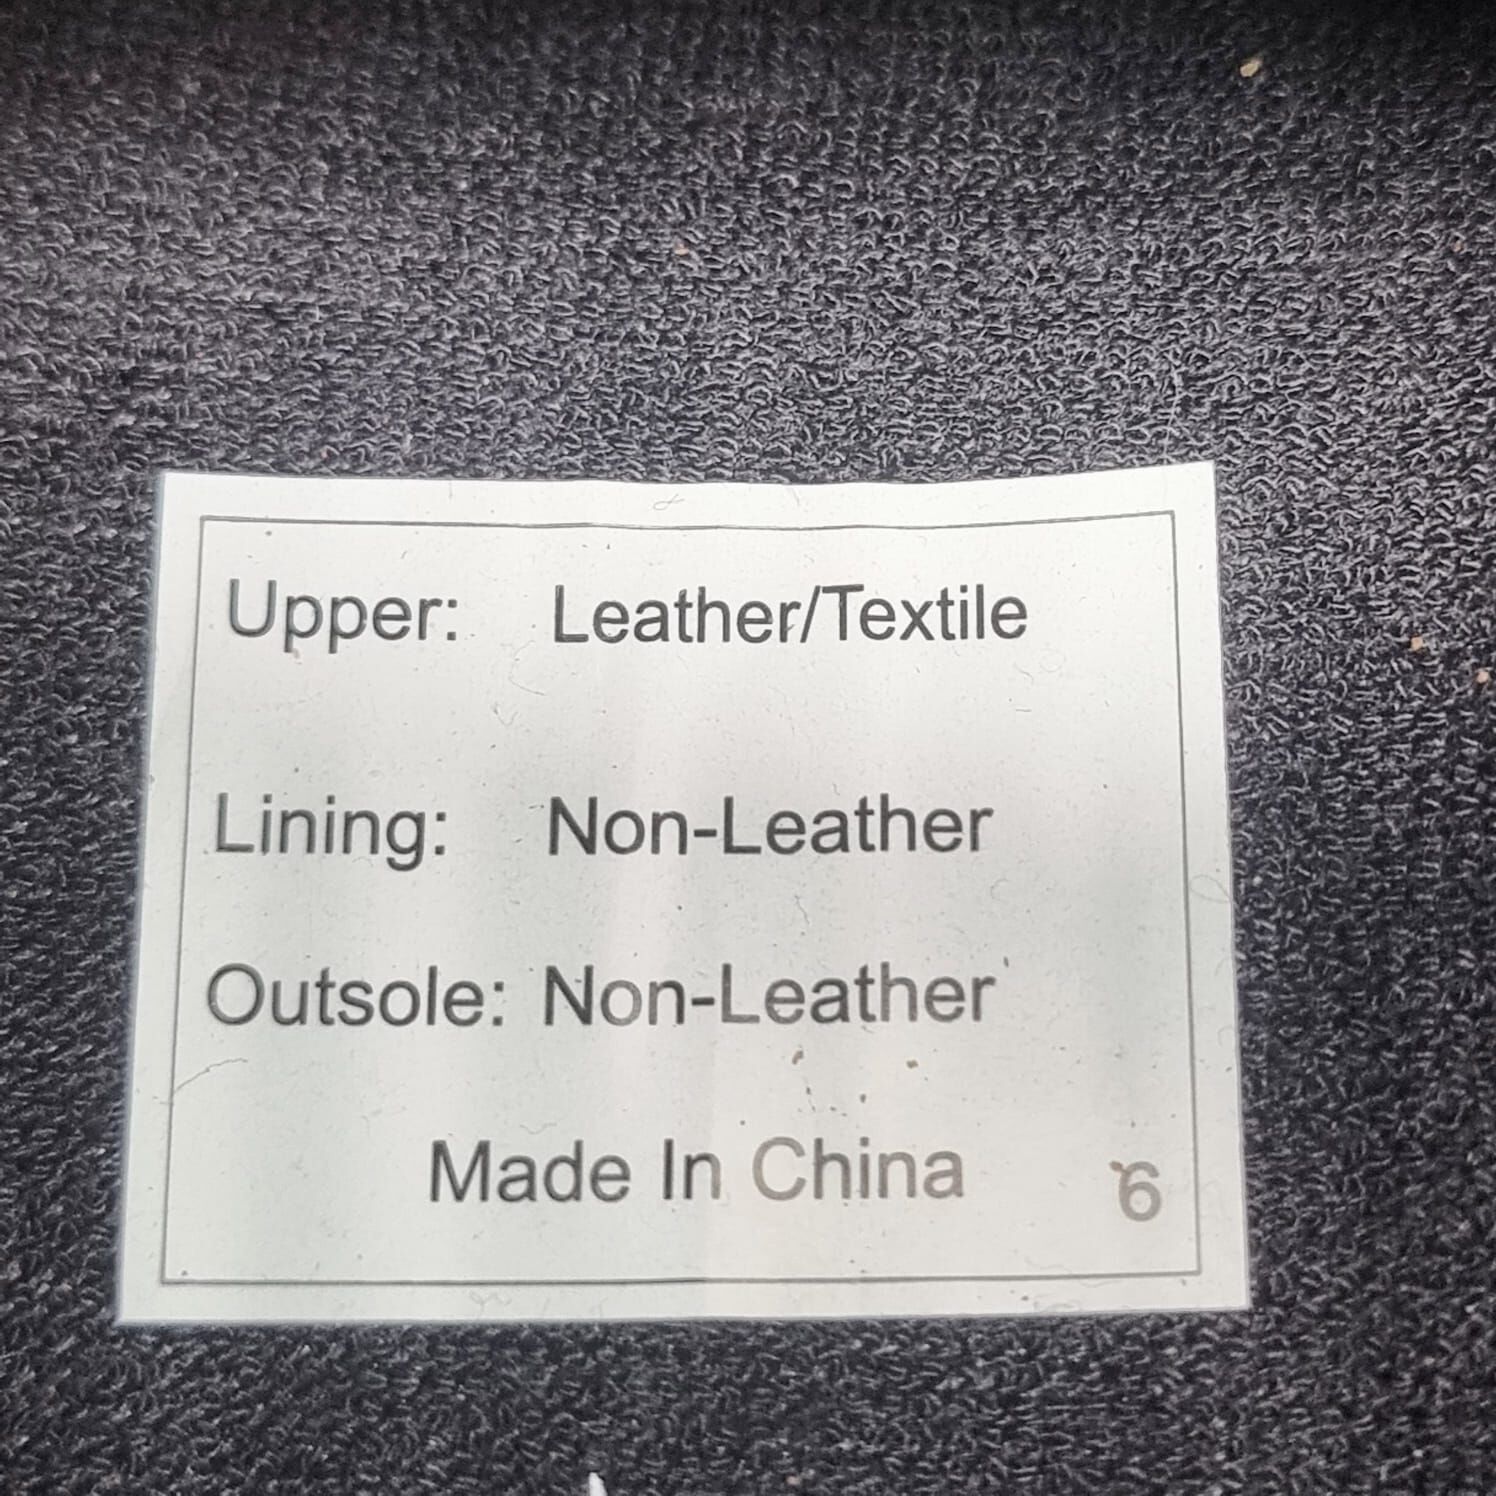 Upper: Leather/Textile
Lining: Non-Leather
Outsole: Non-Leather
Made In China 6